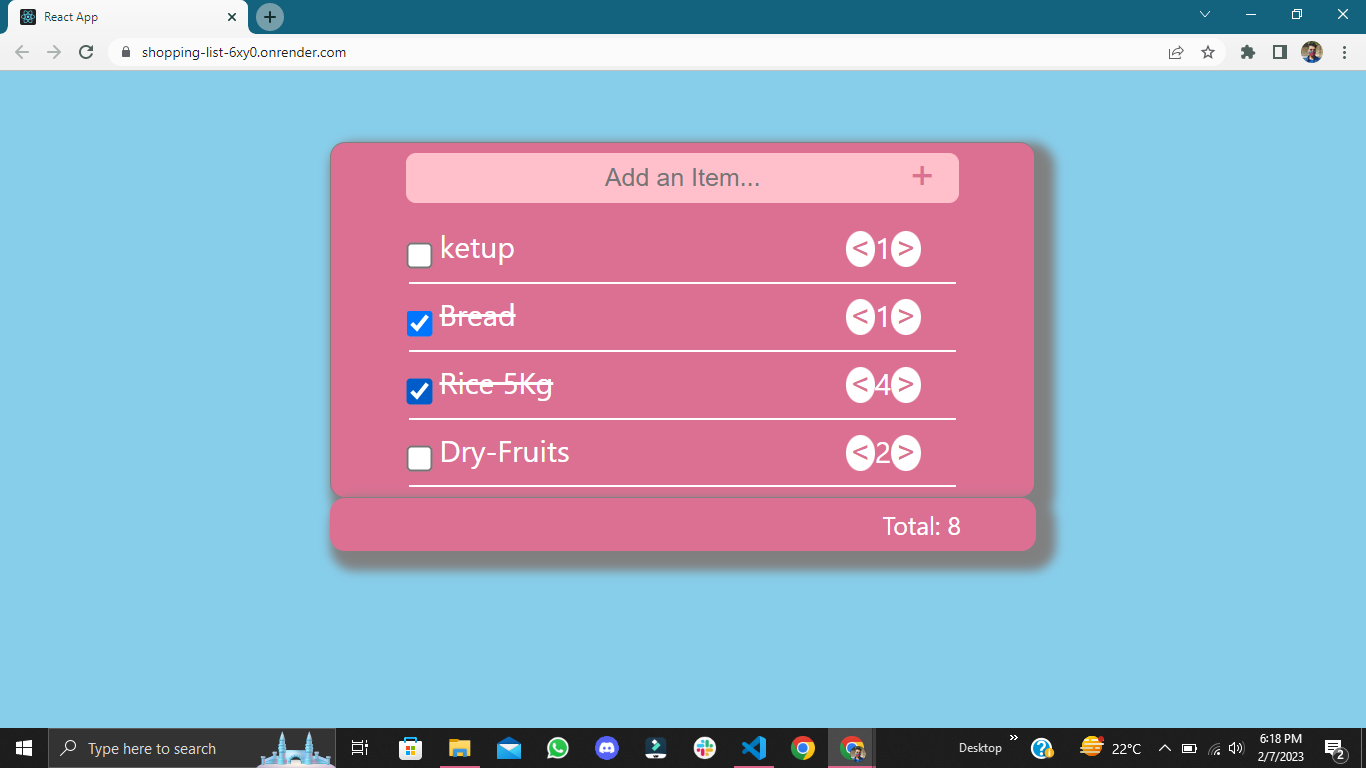 React App
shopping-list-6xy0.onrender.com
Add an Item... +
ketup < 1 >
Bread < 1 >
Rice 5Kg < 4 >
Dry-Fruits < 2 >
Total: 8
Type here to search
Desktop
22°C
6:18 PM
2/7/2023
2